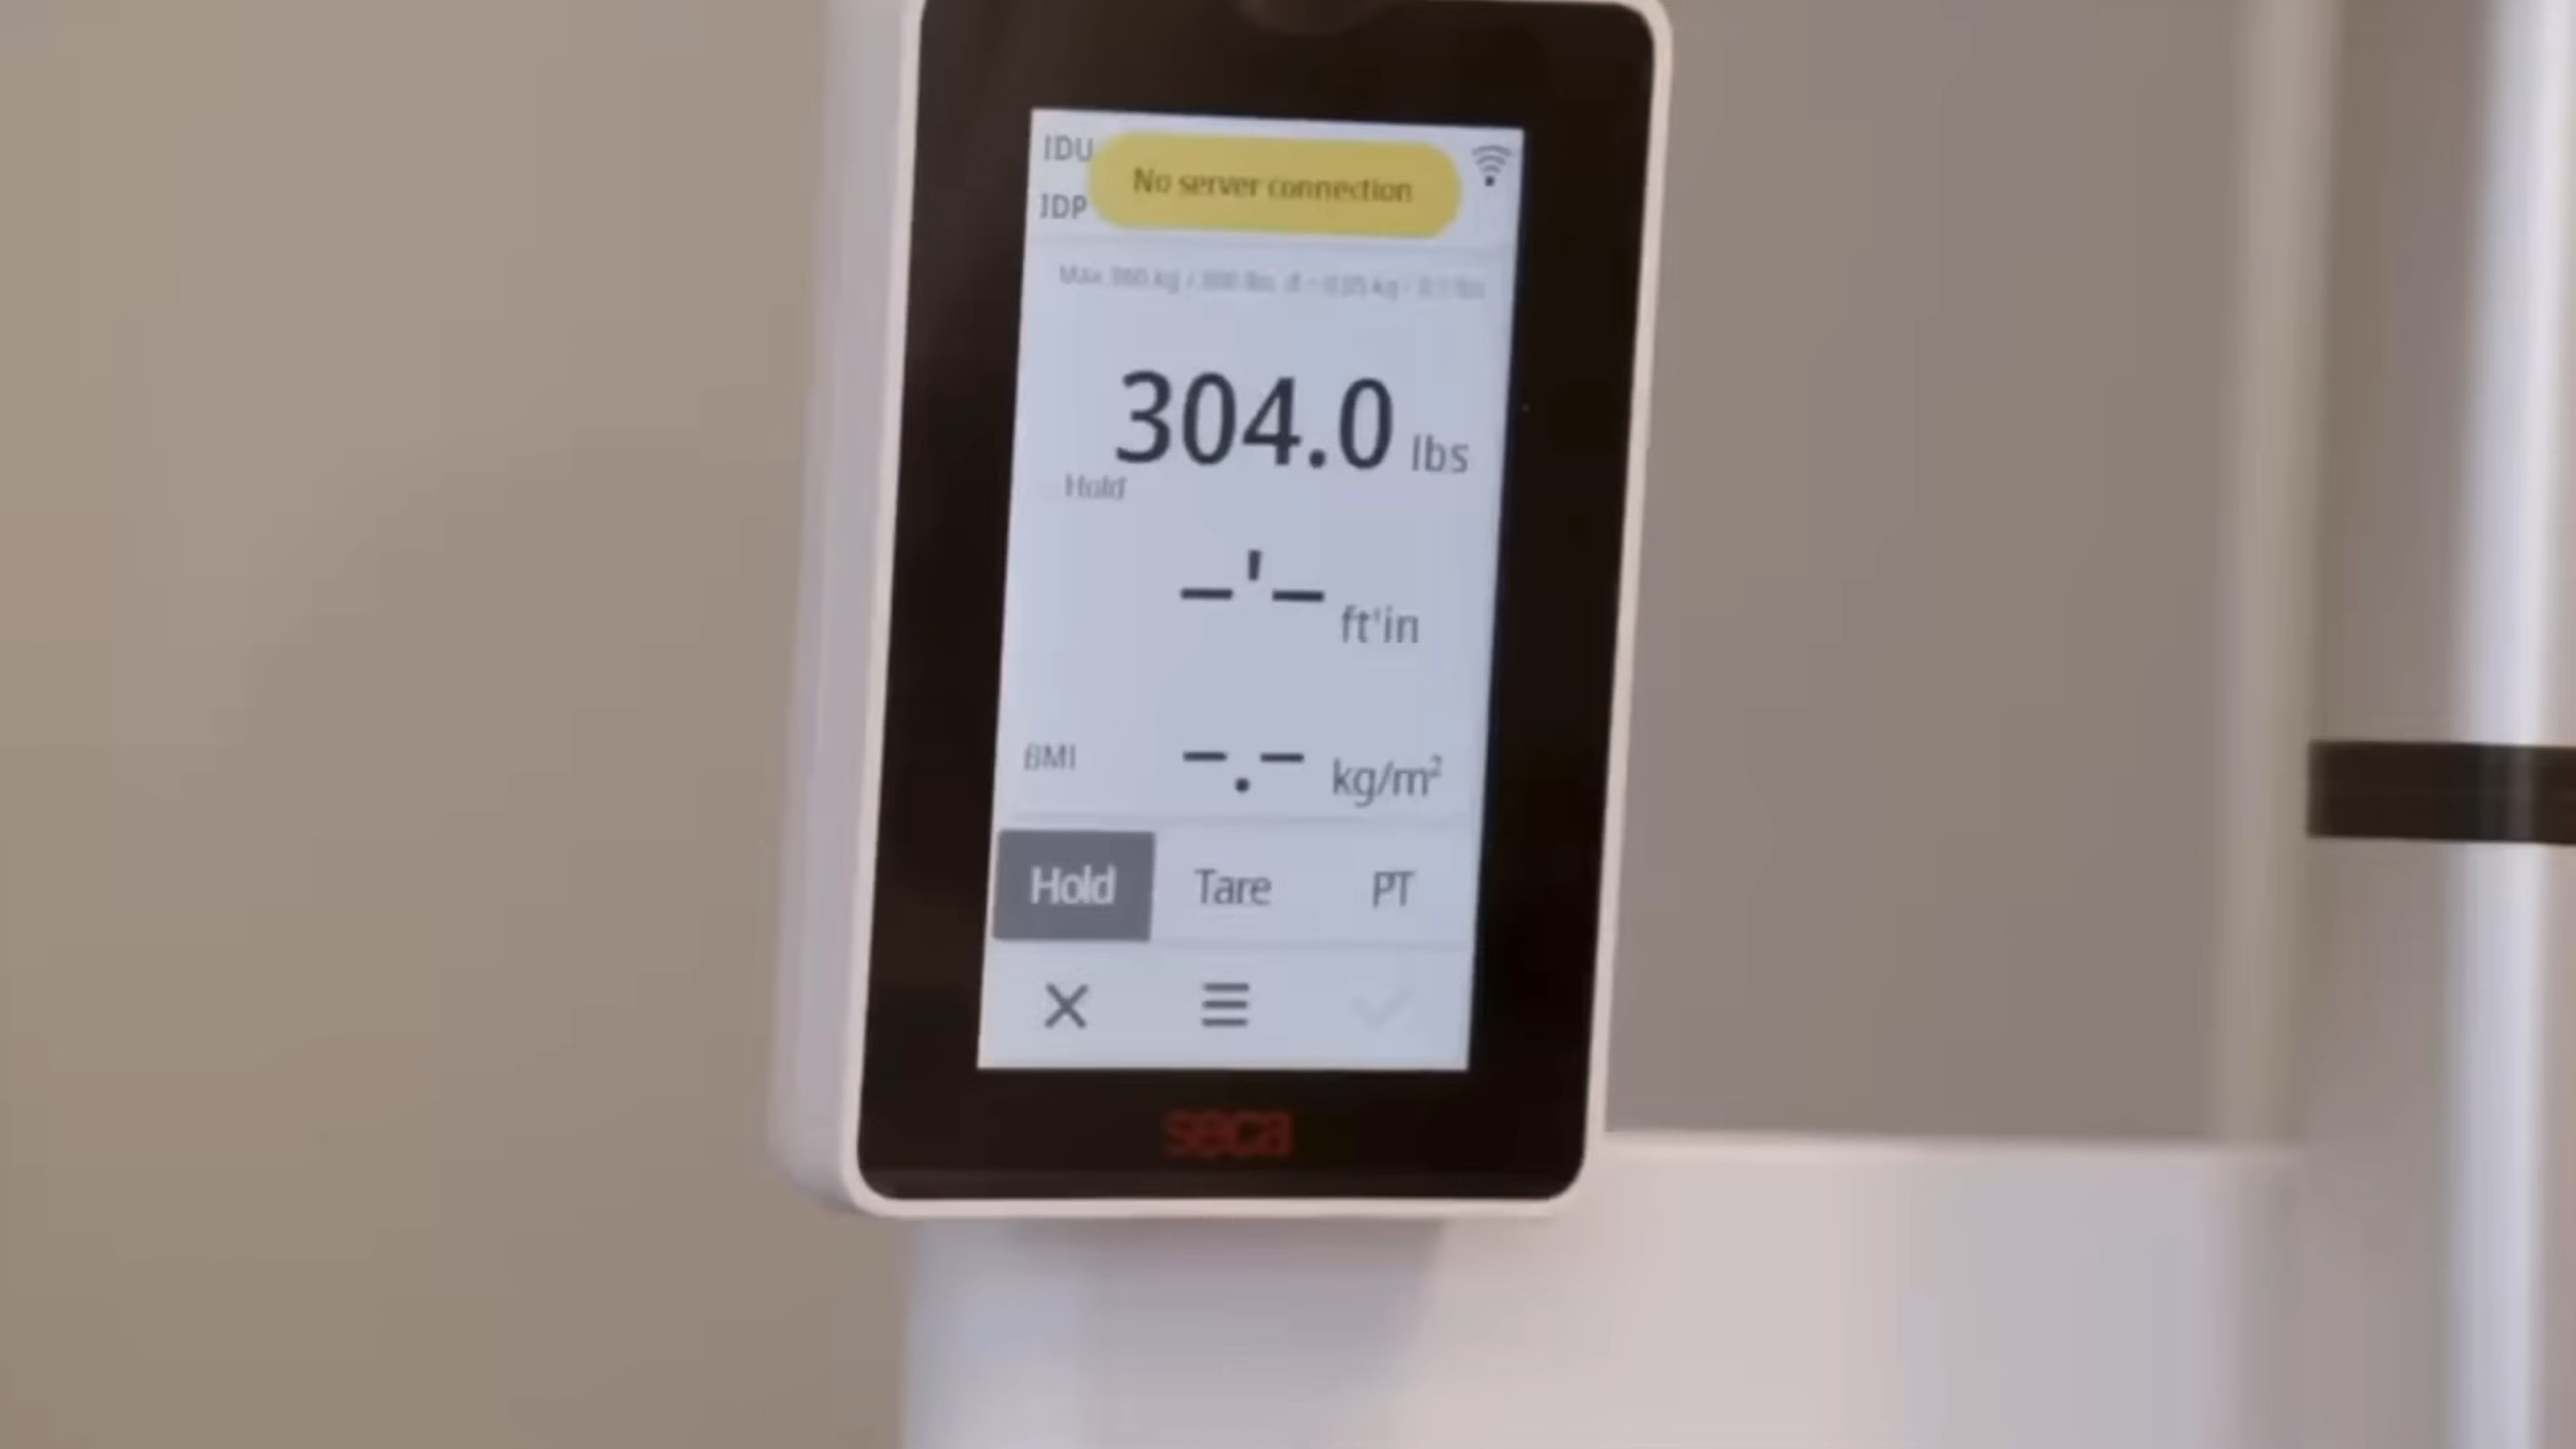 IDU
No server connection
IDP
304.0 lbs
Hold
–'– ft'in
BMI –.– kg/m²
Hold Tare PT
seca